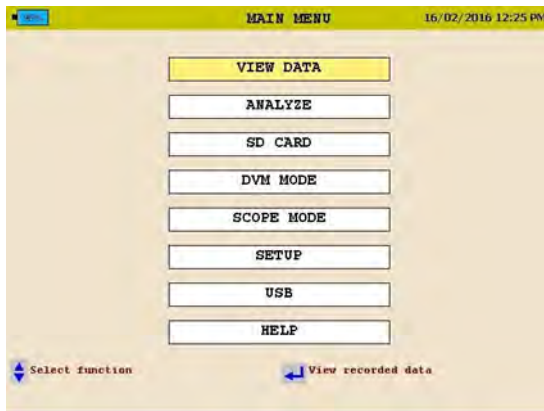 MAIN MENU 16/02/2016 12:25 PM
VIEW DATA
ANALYZE
SD CARD
DVM MODE
SCOPE MODE
SETUP
USB
HELP
Select function View recorded data